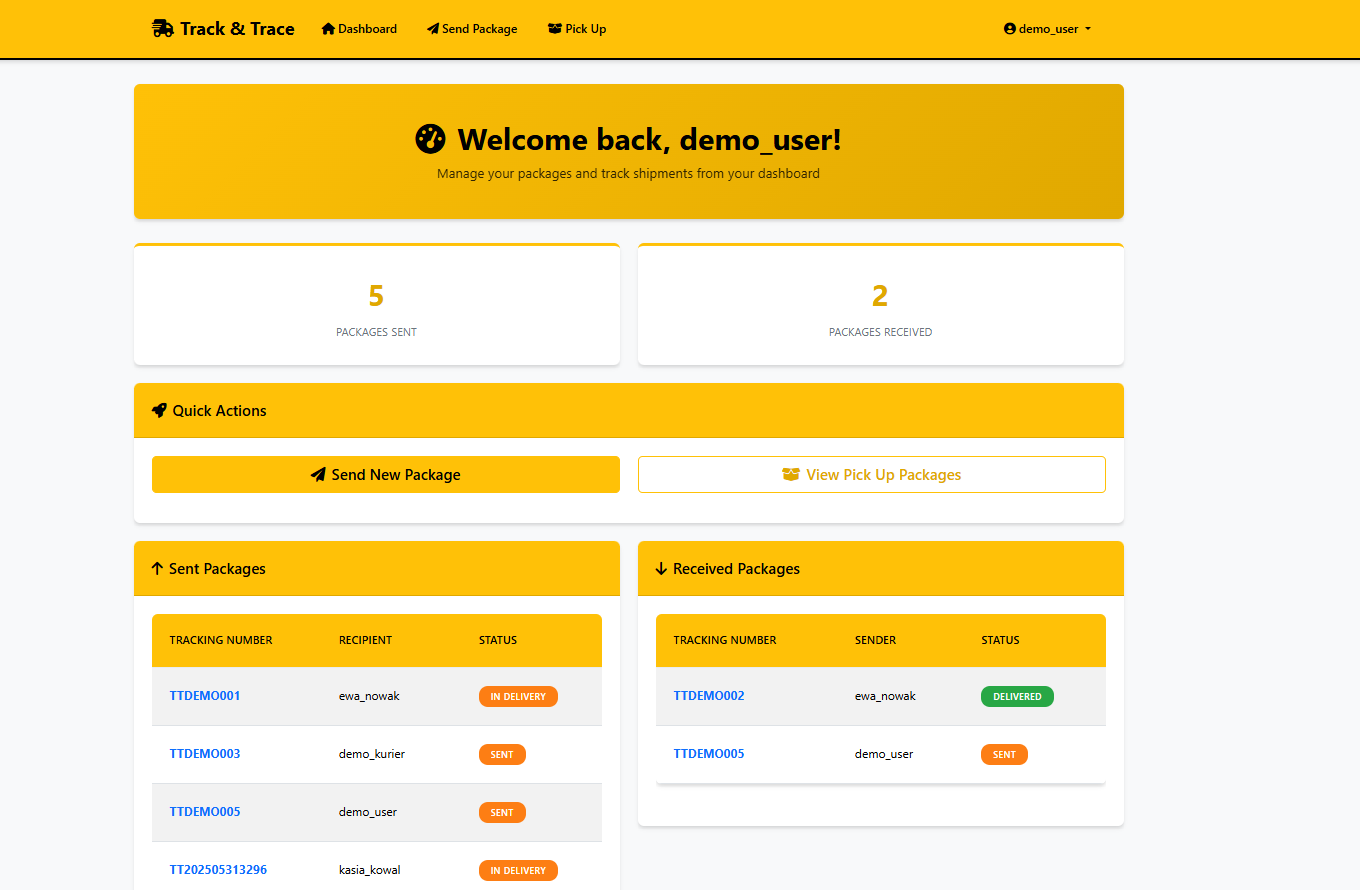 Track & Trace Dashboard Send Package Pick Up demo_user
Welcome back, demo_user!
Manage your packages and track shipments from your dashboard
5
PACKAGES SENT
2
PACKAGES RECEIVED
Quick Actions
Send New Package
View Pick Up Packages
Sent Packages
TRACKING NUMBER RECIPIENT STATUS
TTDEMO001 ewa_nowak IN DELIVERY
TTDEMO003 demo_kurier SENT
TTDEMO005 demo_user SENT
TT202505313296 kasia_kowal IN DELIVERY
Received Packages
TRACKING NUMBER SENDER STATUS
TTDEMO002 ewa_nowak DELIVERED
TTDEMO005 demo_user SENT